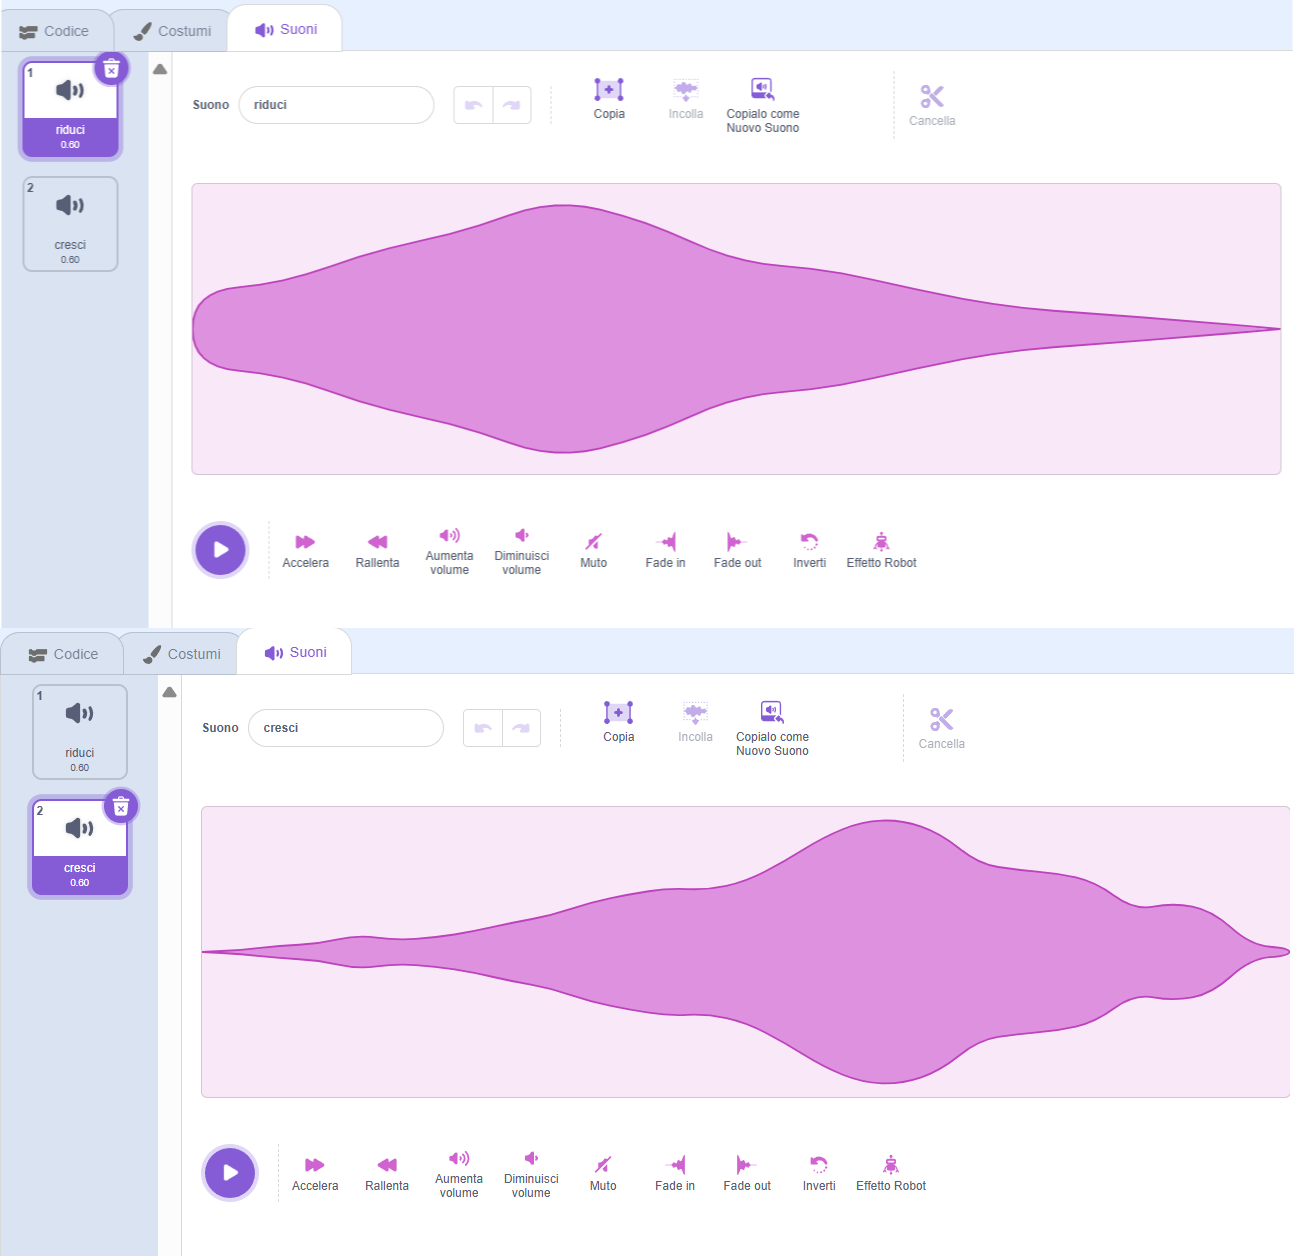 Codice Costumi Suoni
1
riduci
0.60
2
cresci
0.60
Suono riduci
Copia Incolla Copialo come
Nuovo Suono
Cancella
Accelera Rallenta Aumenta
volume Diminuisci
volume Muto Fade in Fade out Inverti Effetto Robot
Codice Costumi Suoni
1
riduci
0.60
2
cresci
0.60
Suono cresci
Copia Incolla Copialo come
Nuovo Suono
Cancella
Accelera Rallenta Aumenta
volume Diminuisci
volume Muto Fade in Fade out Inverti Effetto Robot